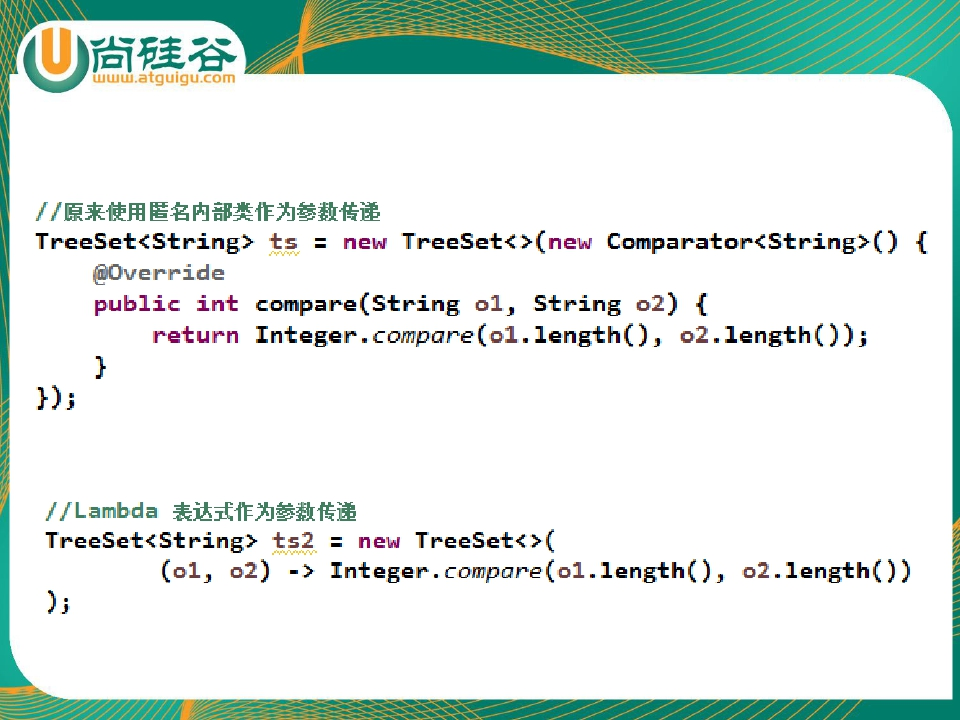 尚硅谷
www.atguigu.com
//原来使用匿名内部类作为参数传递
TreeSet<String> ts = new TreeSet<>(new Comparator<String>() {
    @Override
    public int compare(String o1, String o2) {
        return Integer.compare(o1.length(), o2.length());
    }
});
//Lambda 表达式作为参数传递
TreeSet<String> ts2 = new TreeSet<>(
        (o1, o2) -> Integer.compare(o1.length(), o2.length())
);